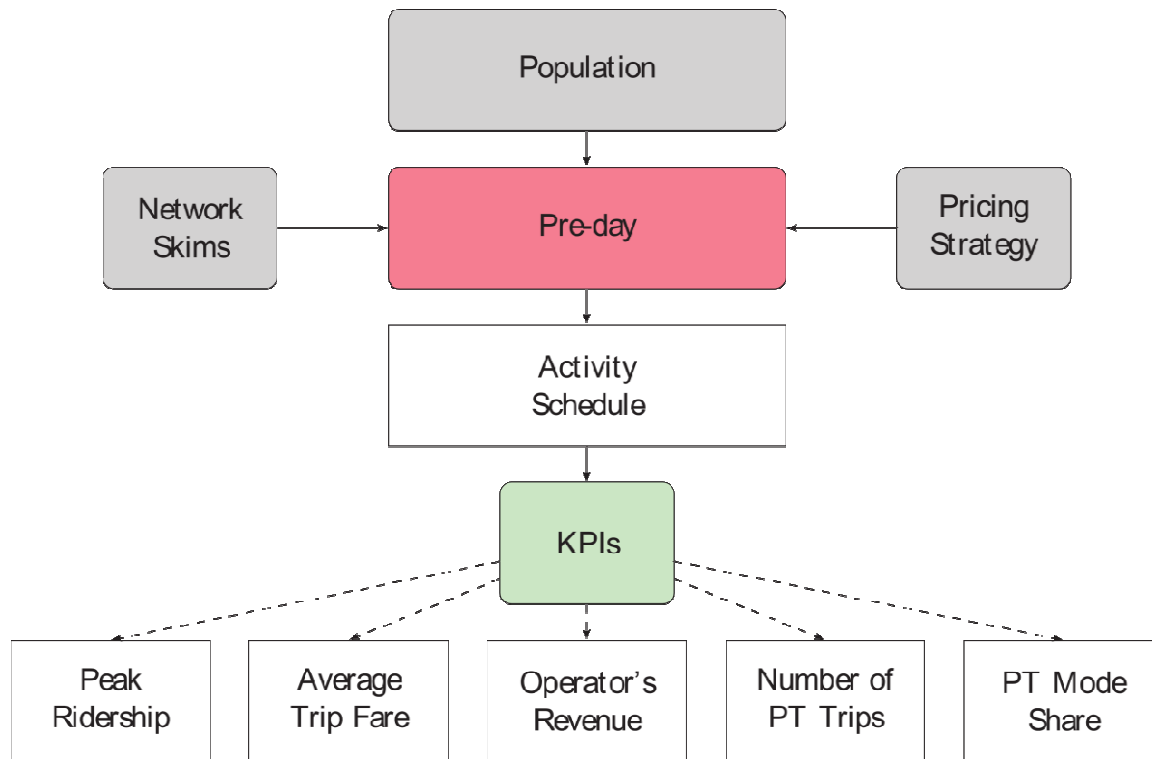 Population
Network
Skims
Pre-day
Pricing
Strategy
Activity
Schedule
KPIs
Peak
Ridership
Average
Trip Fare
Operator's
Revenue
Number of
PT Trips
PT Mode
Share